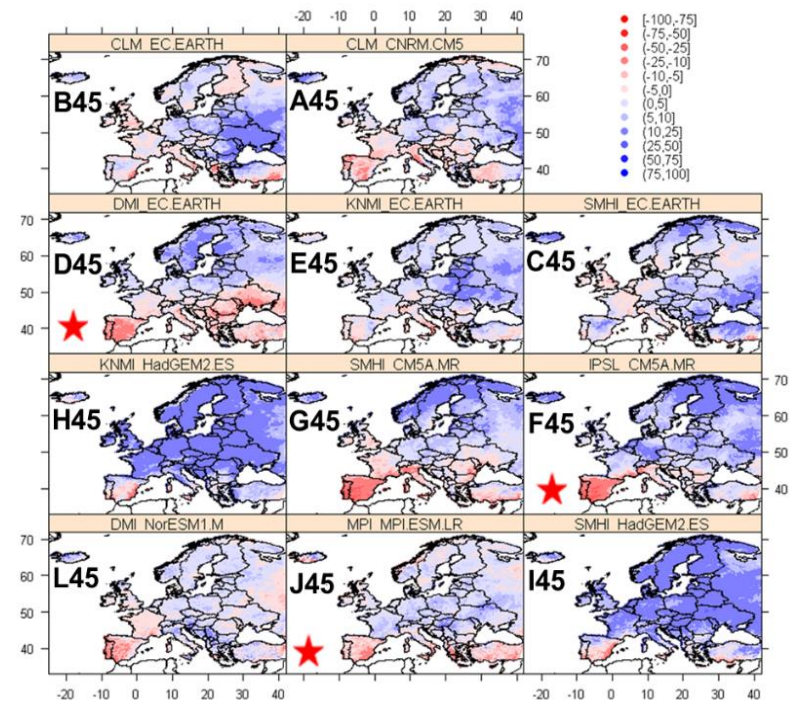 -20 -10 0 10 20 30 40
[-100,-75]
(-75,-50]
(-50,-25]
(-25,-10]
(-10,-5]
(-5,0]
(0,5]
(5,10]
(10,25]
(25,50]
(50,75]
(75,100]
CLM_EC.EARTH CLM_CNRM.CM5
B45 A45
70
60
50
40
DMI_EC.EARTH KNMI_EC.EARTH SMHI_EC.EARTH
70
60
50
40
D45 E45 C45
KNMI_HadGEM2.ES SMHI_CM5A.MR IPSL_CM5A.MR
H45 G45 F45
70
60
50
40
DMI_NorESM1.M MPI_MPI.ESM.LR SMHI_HadGEM2.ES
70
60
50
40
L45 J45 I45
-20 -10 0 10 20 30 40 -20 -10 0 10 20 30 40